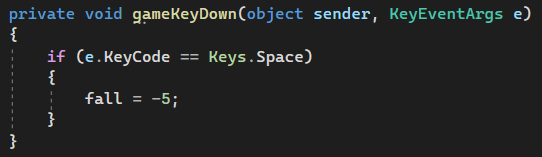 private void gameKeyDown(object sender, KeyEventArgs e)
{
    if (e.KeyCode == Keys.Space)
    {
        fall = -5;
    }
}